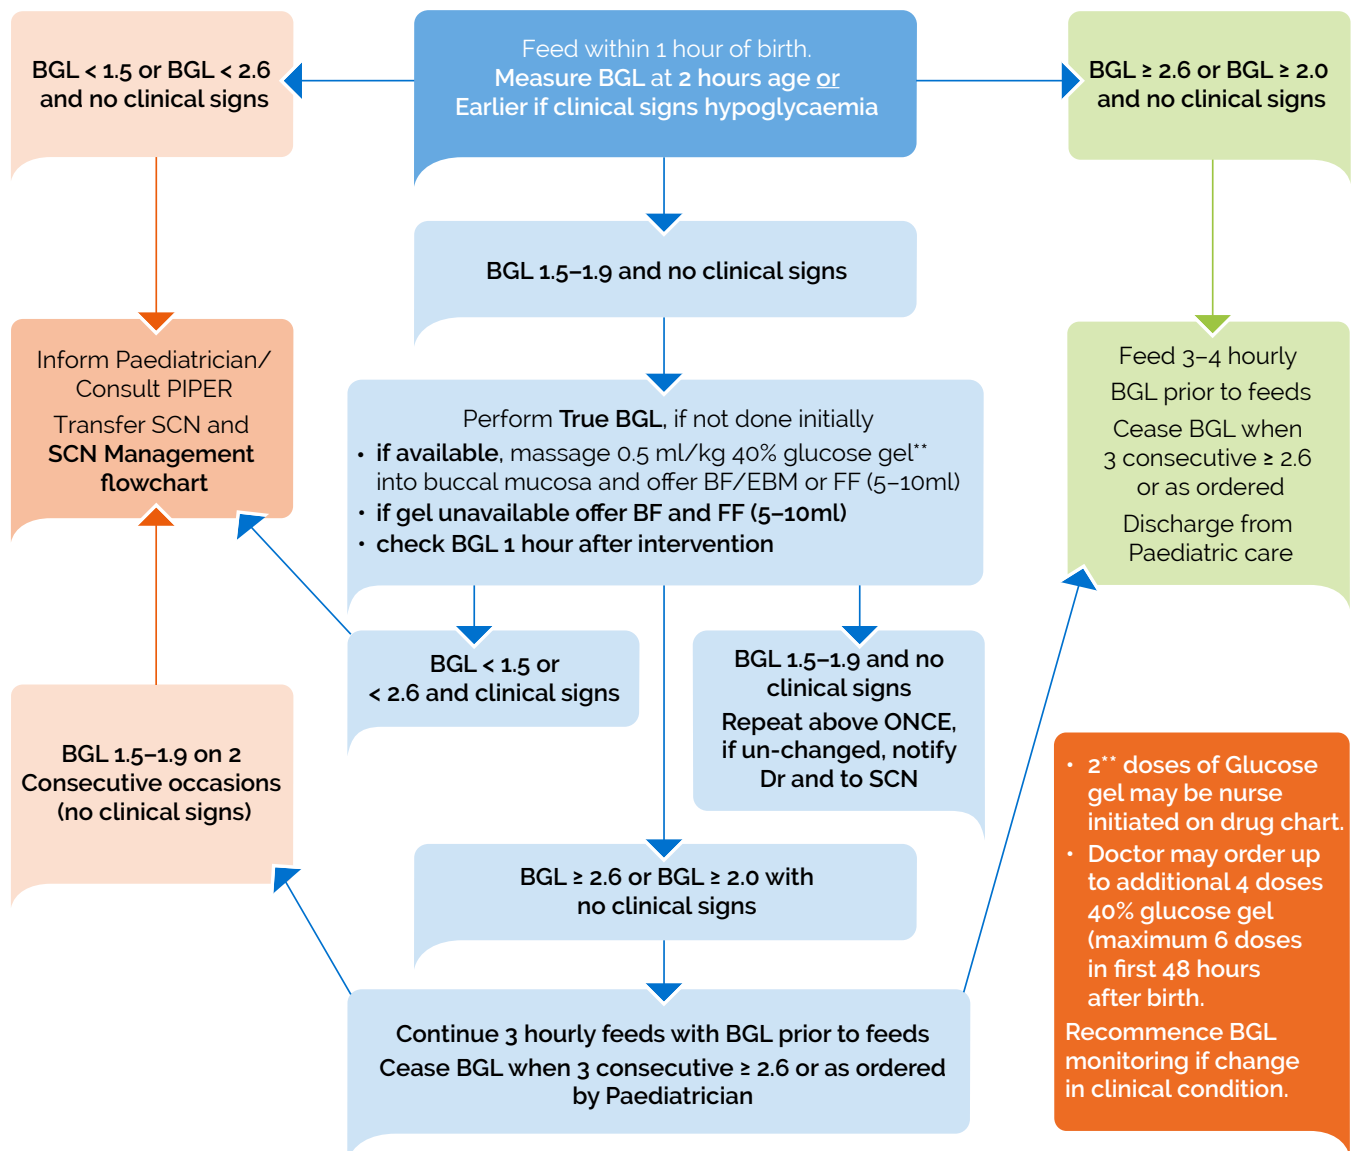 BGL < 1.5 or BGL < 2.6
and no clinical signs
Feed within 1 hour of birth.
Measure BGL at 2 hours age or
Earlier if clinical signs hypoglycaemia
BGL ≥ 2.6 or BGL ≥ 2.0
and no clinical signs
BGL 1.5–1.9 and no clinical signs
Inform Paediatrician/
Consult PIPER
Transfer SCN and
SCN Management
flowchart
Perform True BGL, if not done initially
• if available, massage 0.5 ml/kg 40% glucose gel**
into buccal mucosa and offer BF/EBM or FF (5–10ml)
• if gel unavailable offer BF and FF (5–10ml)
• check BGL 1 hour after intervention
Feed 3–4 hourly
BGL prior to feeds
Cease BGL when
3 consecutive ≥ 2.6
or as ordered
Discharge from
Paediatric care
BGL < 1.5 or
< 2.6 and clinical signs
BGL 1.5–1.9 and no
clinical signs
Repeat above ONCE,
if un-changed, notify
Dr and to SCN
BGL 1.5–1.9 on 2
Consecutive occasions
(no clinical signs)
BGL ≥ 2.6 or BGL ≥ 2.0 with
no clinical signs
Continue 3 hourly feeds with BGL prior to feeds
Cease BGL when 3 consecutive ≥ 2.6 or as ordered
by Paediatrician
• 2** doses of Glucose
gel may be nurse
initiated on drug chart.
• Doctor may order up
to additional 4 doses
40% glucose gel
(maximum 6 doses
in first 48 hours
after birth.
Recommence BGL
monitoring if change
in clinical condition.